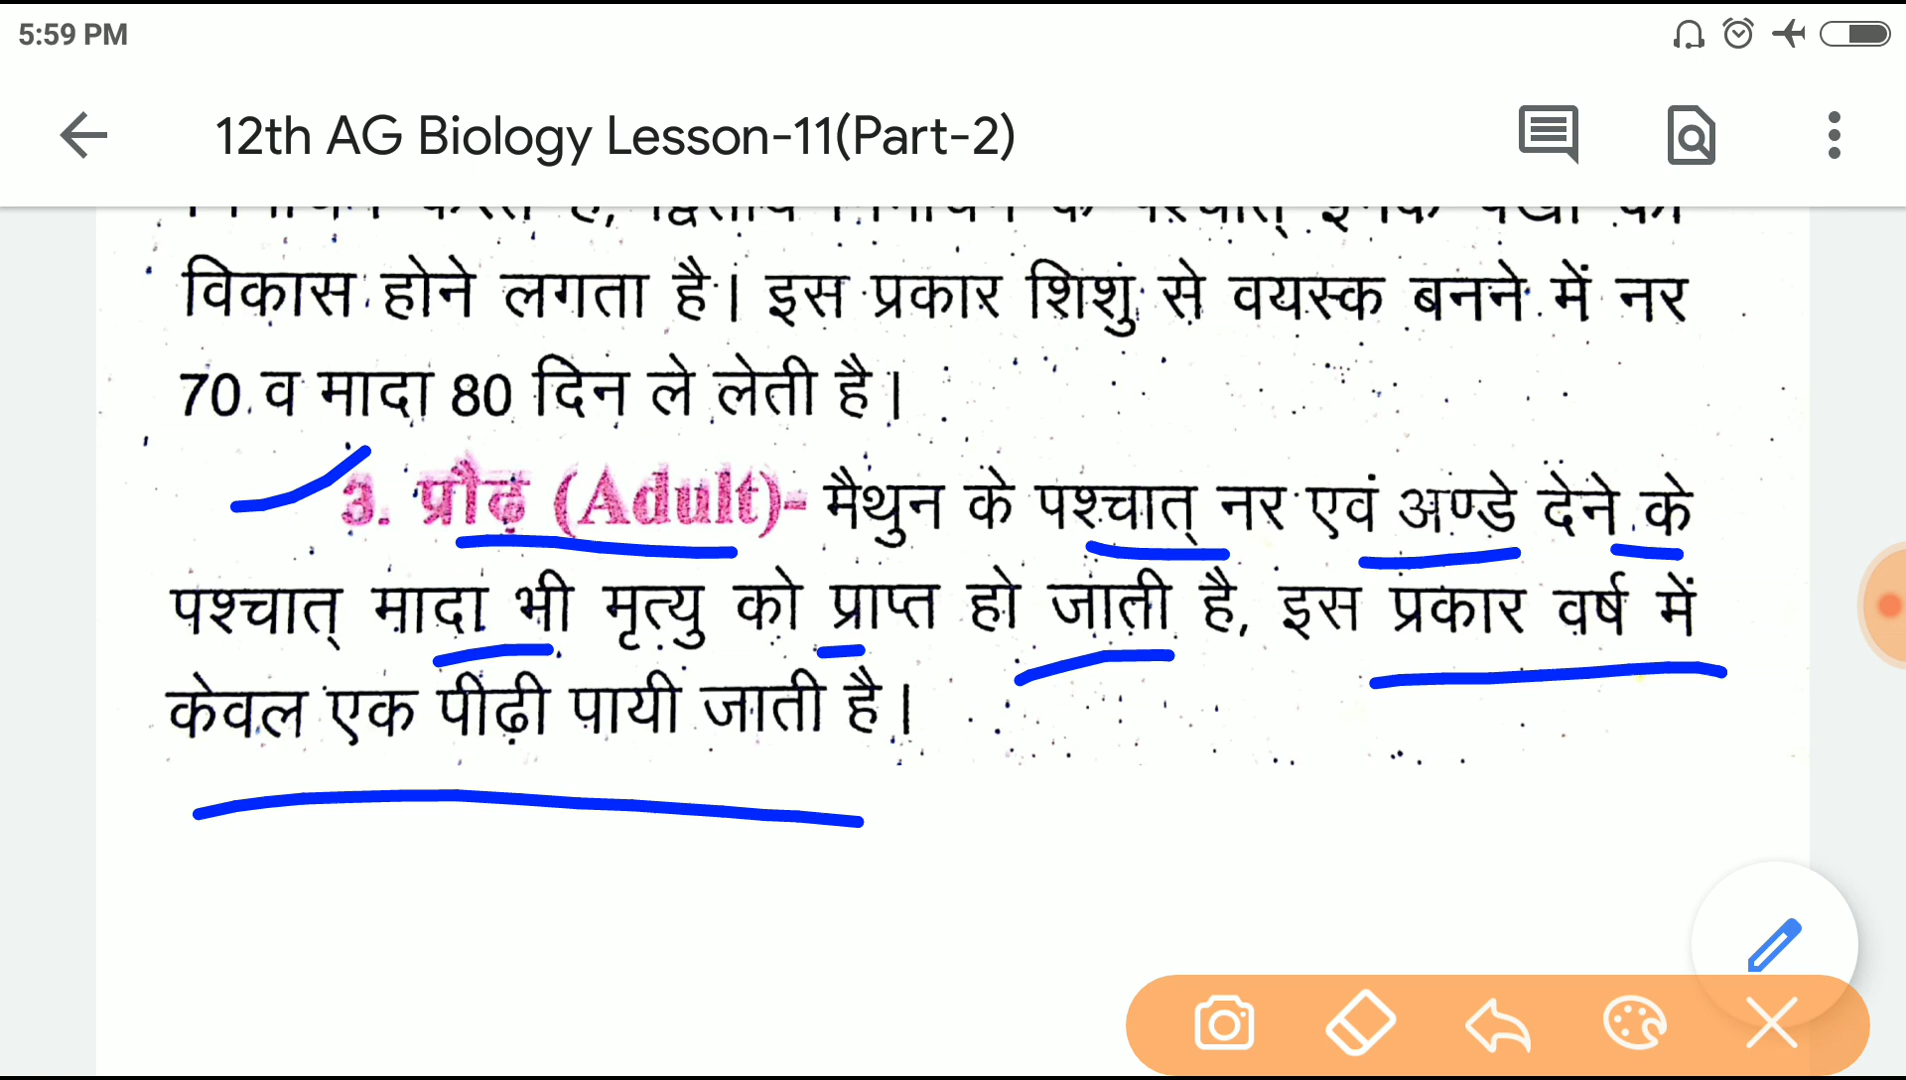 5:59 PM
12th AG Biology Lesson-11(Part-2)
विकास होने लगता है। इस प्रकार शिशु से वयस्क बनने में नर
70 व मादा 80 दिन ले लेती है।
3. प्रौढ़ (Adult)- मैथुन के पश्चात् नर एवं अण्डे देने के
पश्चात् मादा भी मृत्यु को प्राप्त हो जाती है, इस प्रकार वर्ष में
केवल एक पीढ़ी पायी जाती है।